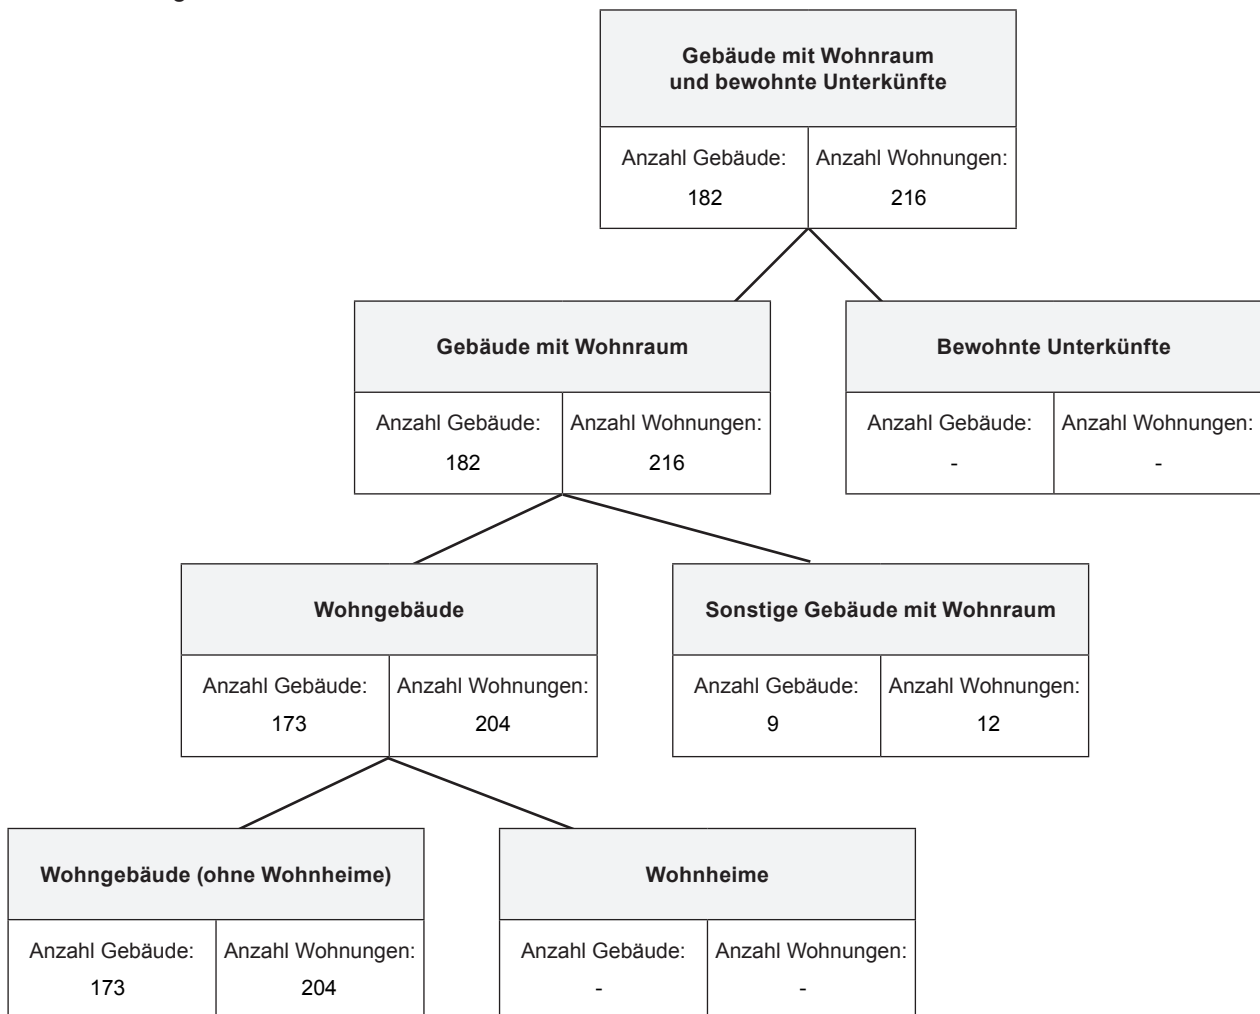 Gebäude mit Wohnraum
und bewohnte Unterkünfte
Anzahl Gebäude: Anzahl Wohnungen:
182 216
Gebäude mit Wohnraum
Anzahl Gebäude: Anzahl Wohnungen:
182 216
Bewohnte Unterkünfte
Anzahl Gebäude: Anzahl Wohnungen:
- -
Wohngebäude
Anzahl Gebäude: Anzahl Wohnungen:
173 204
Sonstige Gebäude mit Wohnraum
Anzahl Gebäude: Anzahl Wohnungen:
9 12
Wohngebäude (ohne Wohnheime)
Anzahl Gebäude: Anzahl Wohnungen:
173 204
Wohnheime
Anzahl Gebäude: Anzahl Wohnungen:
- -